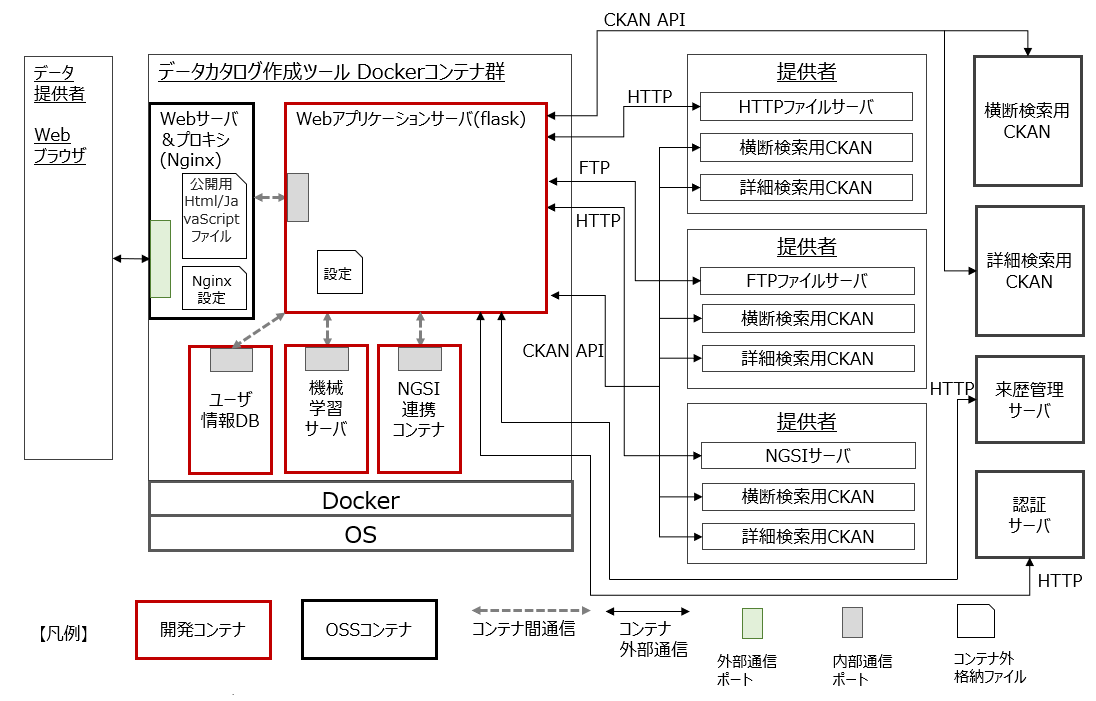 CKAN API
データ
提供者
Web
ブラウザ
データカタログ作成ツール Dockerコンテナ群
Webサーバ
&プロキシ
(Nginx)
公開用
Html/Ja
vaScript
ファイル
Nginx
設定
Webアプリケーションサーバ(flask)
設定
ユーザ
情報DB
機械
学習
サーバ
NGSI
連携
コンテナ
Docker
OS
HTTP
FTP
HTTP
CKAN API
提供者
HTTPファイルサーバ
横断検索用CKAN
詳細検索用CKAN
提供者
FTPファイルサーバ
横断検索用CKAN
詳細検索用CKAN
提供者
NGSIサーバ
横断検索用CKAN
詳細検索用CKAN
横断検索用
CKAN
詳細検索用
CKAN
HTTP
来歴管理
サーバ
認証
サーバ
HTTP
【凡例】
開発コンテナ
OSSコンテナ
コンテナ間通信
コンテナ
外部通信
外部通信
ポート
内部通信
ポート
コンテナ外
格納ファイル